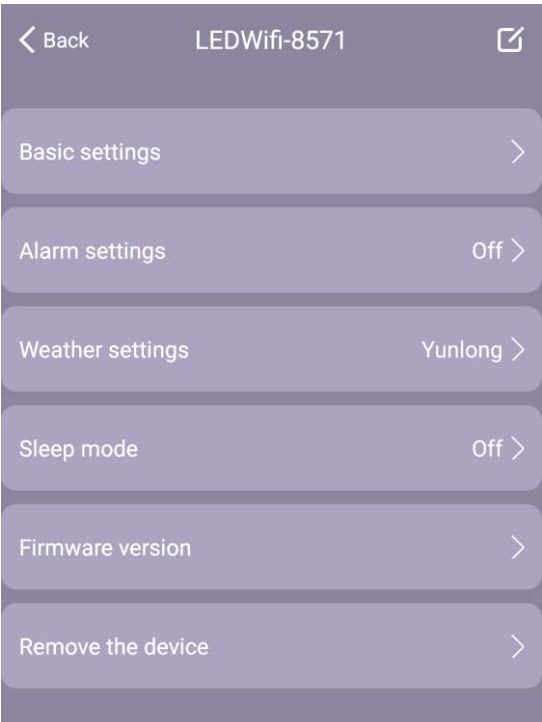 Back LEDWifi-8571
Basic settings
Alarm settings Off
Weather settings Yunlong
Sleep mode Off
Firmware version
Remove the device